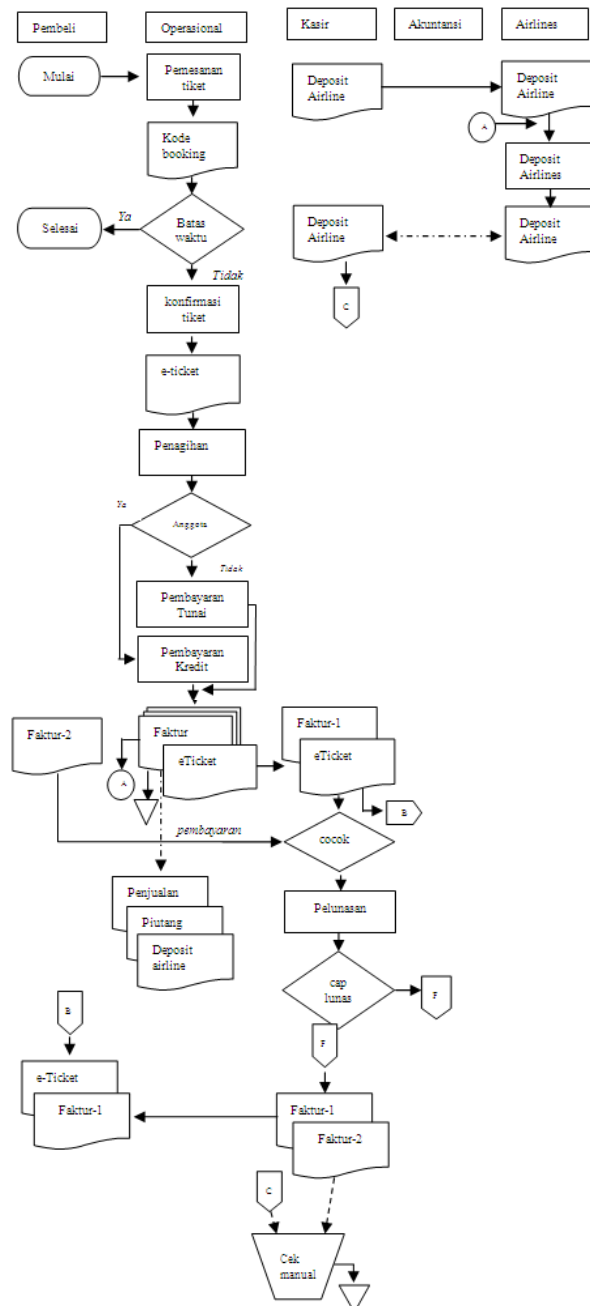 Pembeli
Operasional
Kasir
Akuntansi
Airlines
Mulai
Pemesanan
tiket
Deposit
Airline
Deposit
Airline
A
Kode
booking
Deposit
Airlines
Selesai
Ya
Batas
waktu
Deposit
Airline
Deposit
Airline
Tidak
C
konfirmasi
tiket
e-ticket
Penagihan
Ya
Anggota
Tidak
Pembayaran
Tunai
Pembayaran
Kredit
Faktur-2
Faktur
eTicket
Faktur-1
eTicket
A
B
pembayaran
cocok
Penjualan
Piutang
Deposit
airline
Pelunasan
cap
lunas
F
B
F
e-Ticket
Faktur-1
Faktur-1
Faktur-2
C
Cek
manual